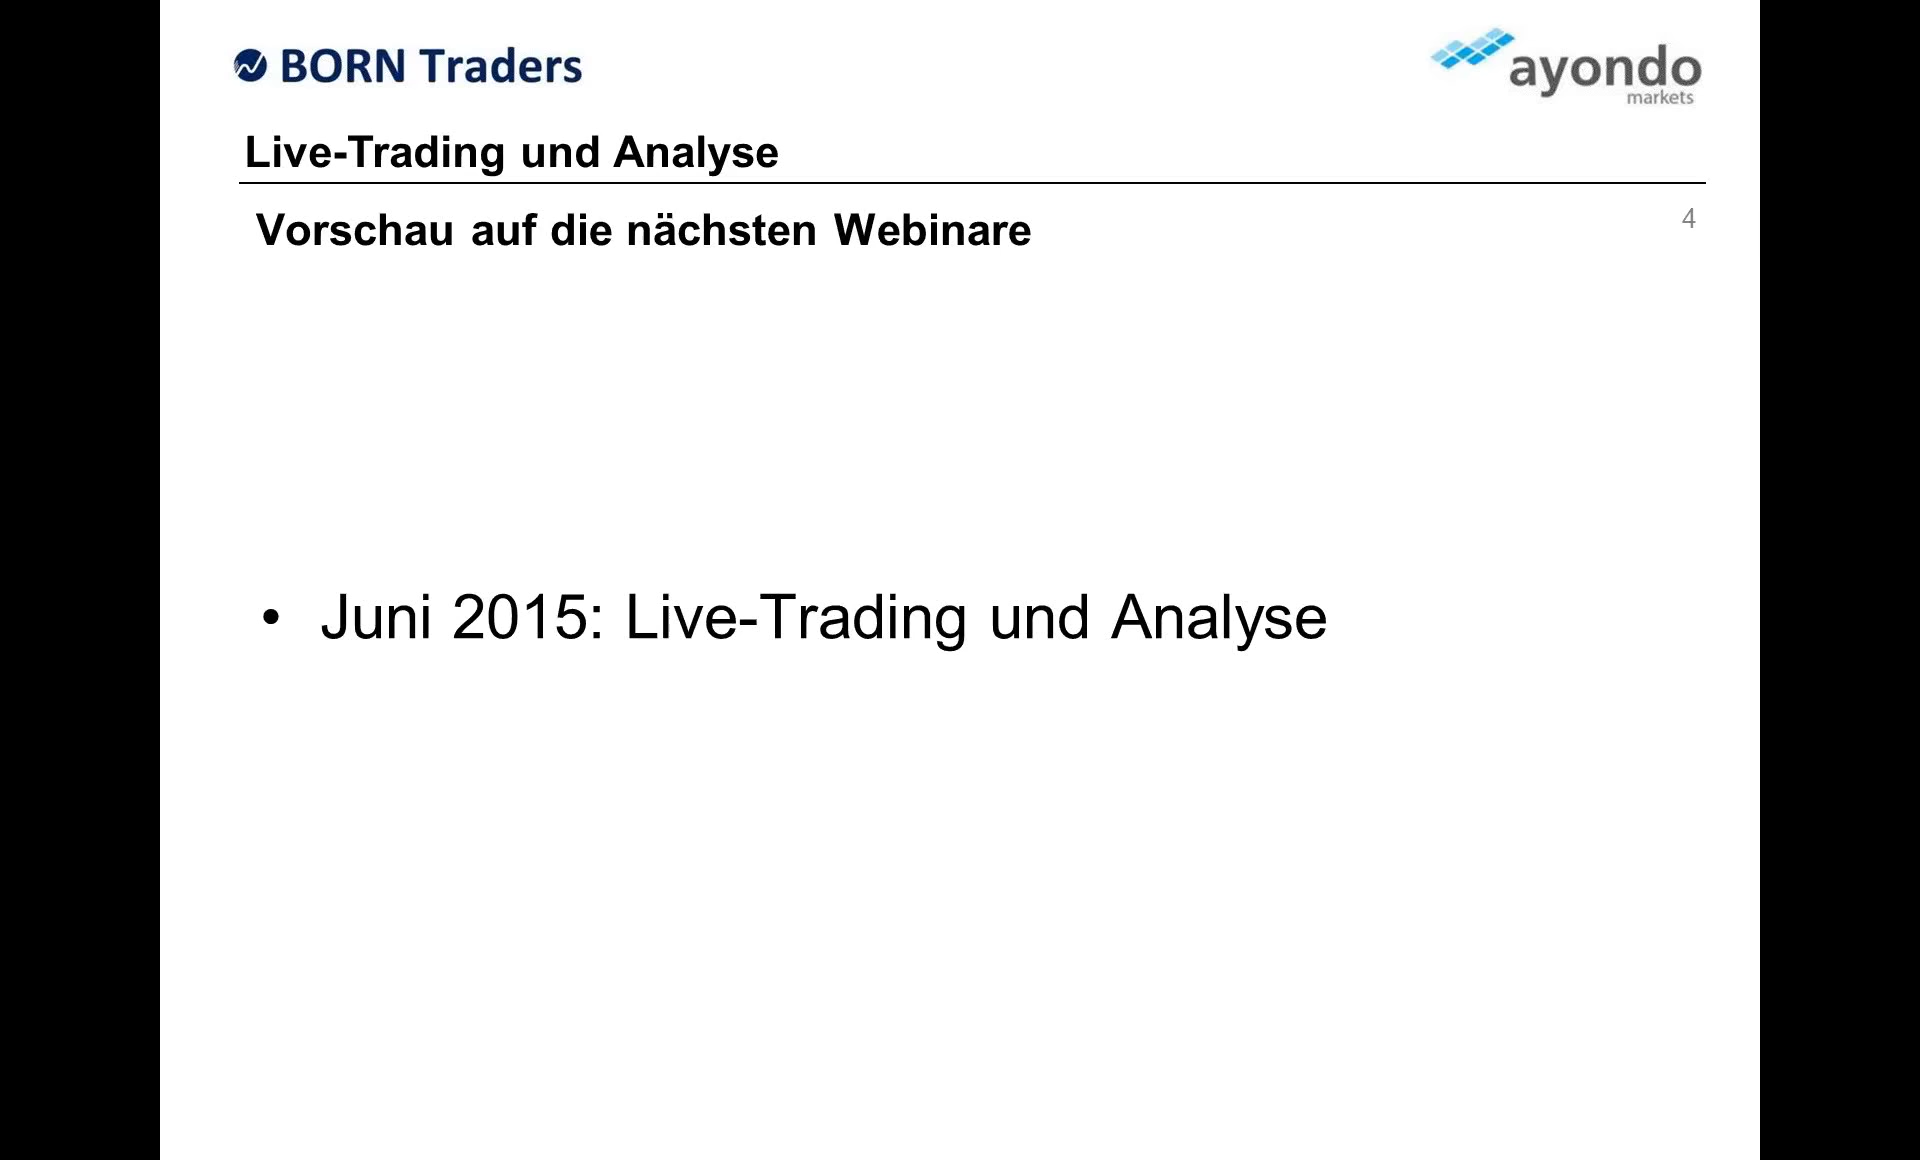 BORN Traders
ayondo
markets
Live-Trading und Analyse
Vorschau auf die nächsten Webinare
4
• Juni 2015: Live-Trading und Analyse